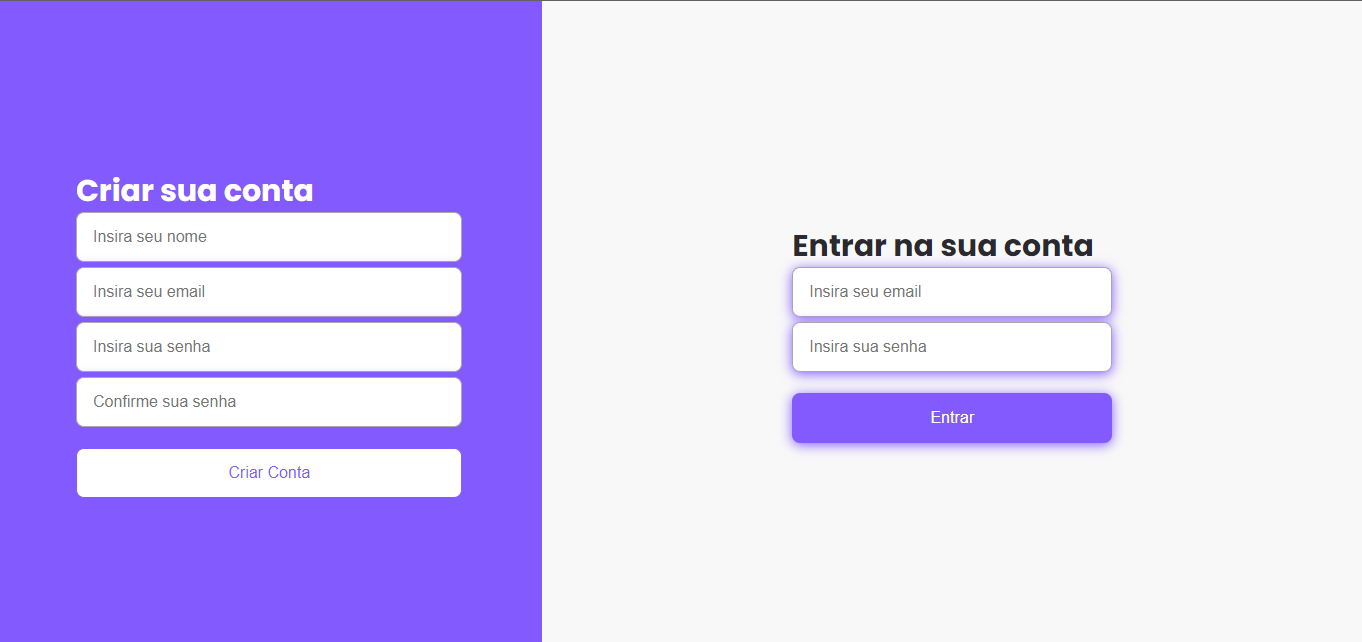 Criar sua conta
Insira seu nome
Insira seu email
Insira sua senha
Confirme sua senha
Criar Conta
Entrar na sua conta
Insira seu email
Insira sua senha
Entrar